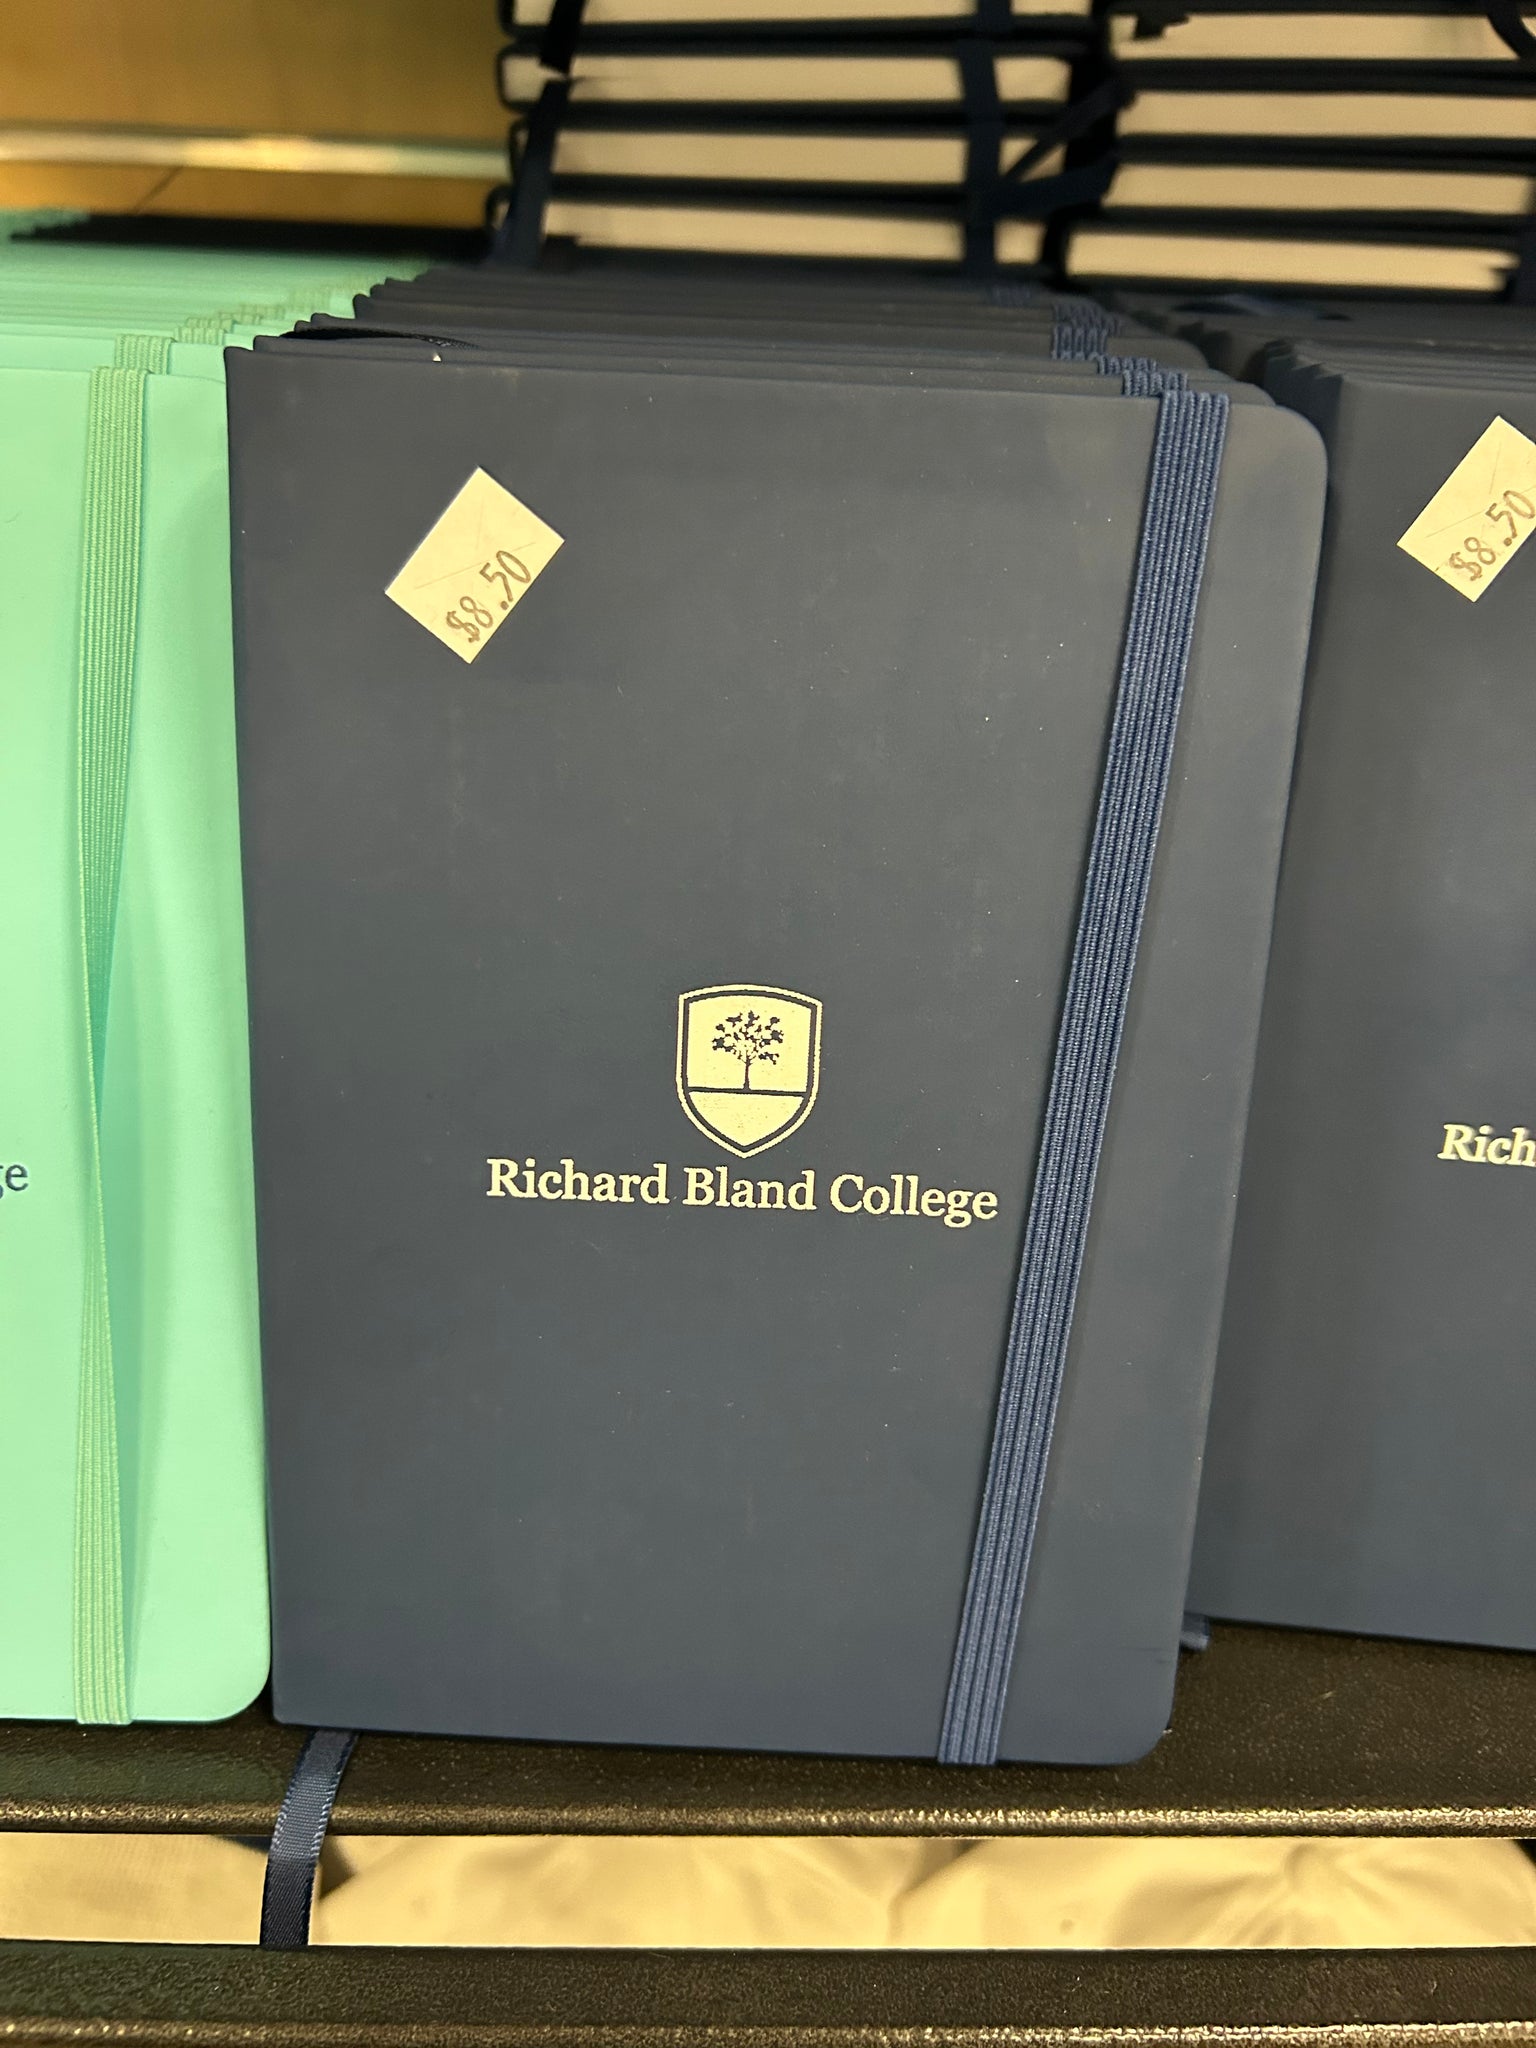 $8.50
$8.50
Richard Bland College
ge
Rich